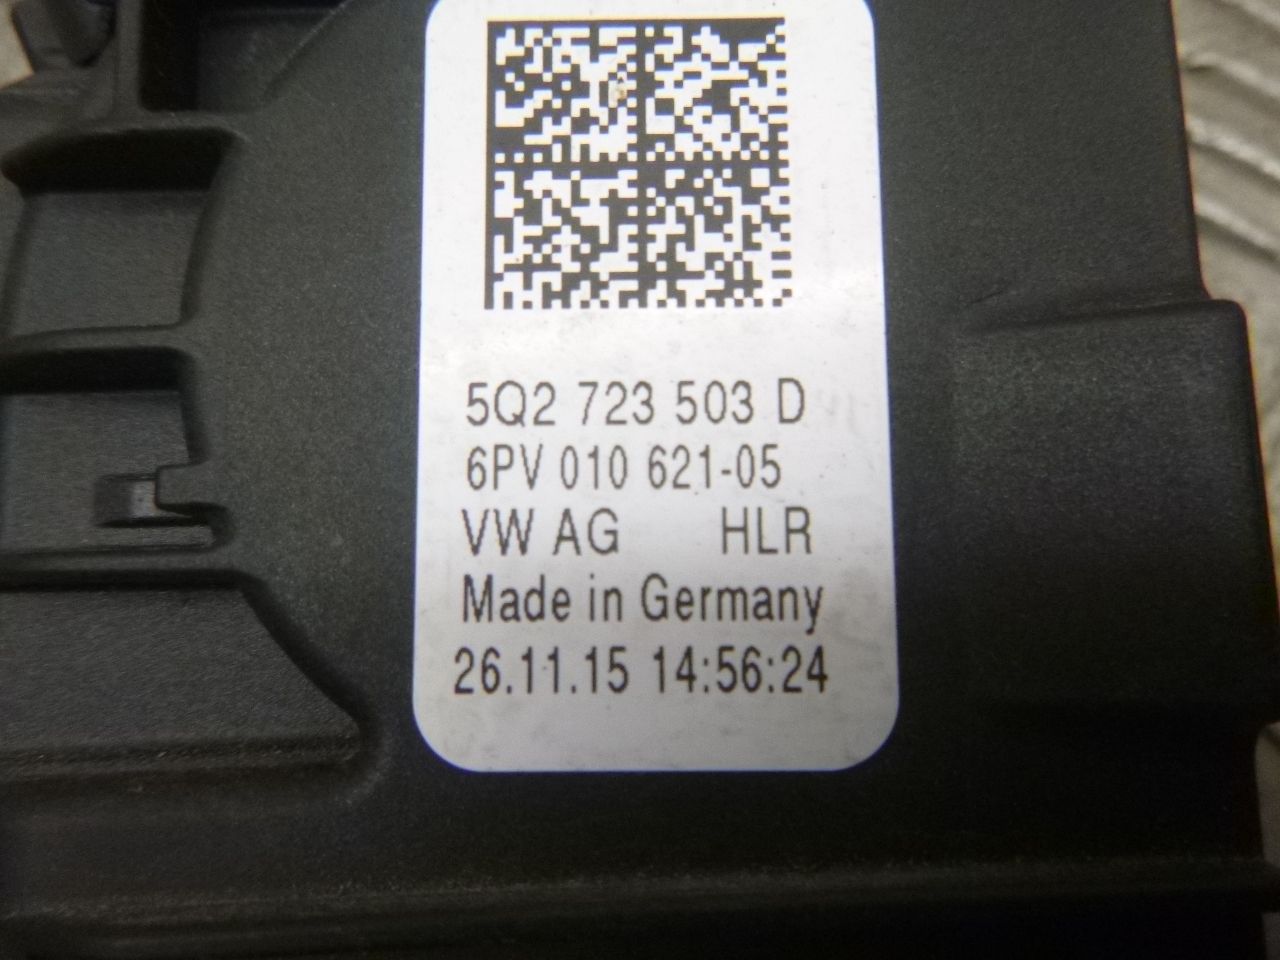 5Q2 723 503 D
6PV 010 621-05
VW AG HLR
Made in Germany
26.11.15 14:56:24